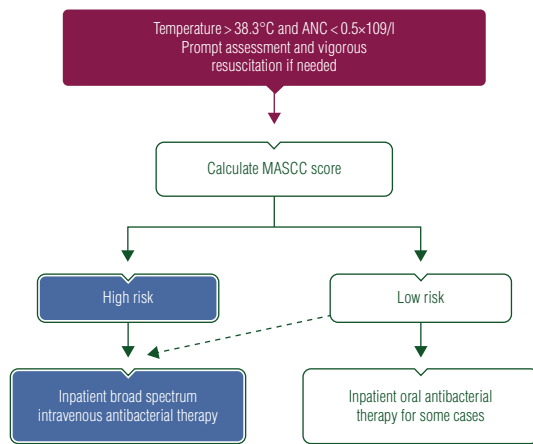 Temperature > 38.3°C and ANC < 0.5×109/l
Prompt assessment and vigorous
resuscitation if needed
Calculate MASCC score
High risk
Low risk
Inpatient broad spectrum
intravenous antibacterial therapy
Inpatient oral antibacterial
therapy for some cases